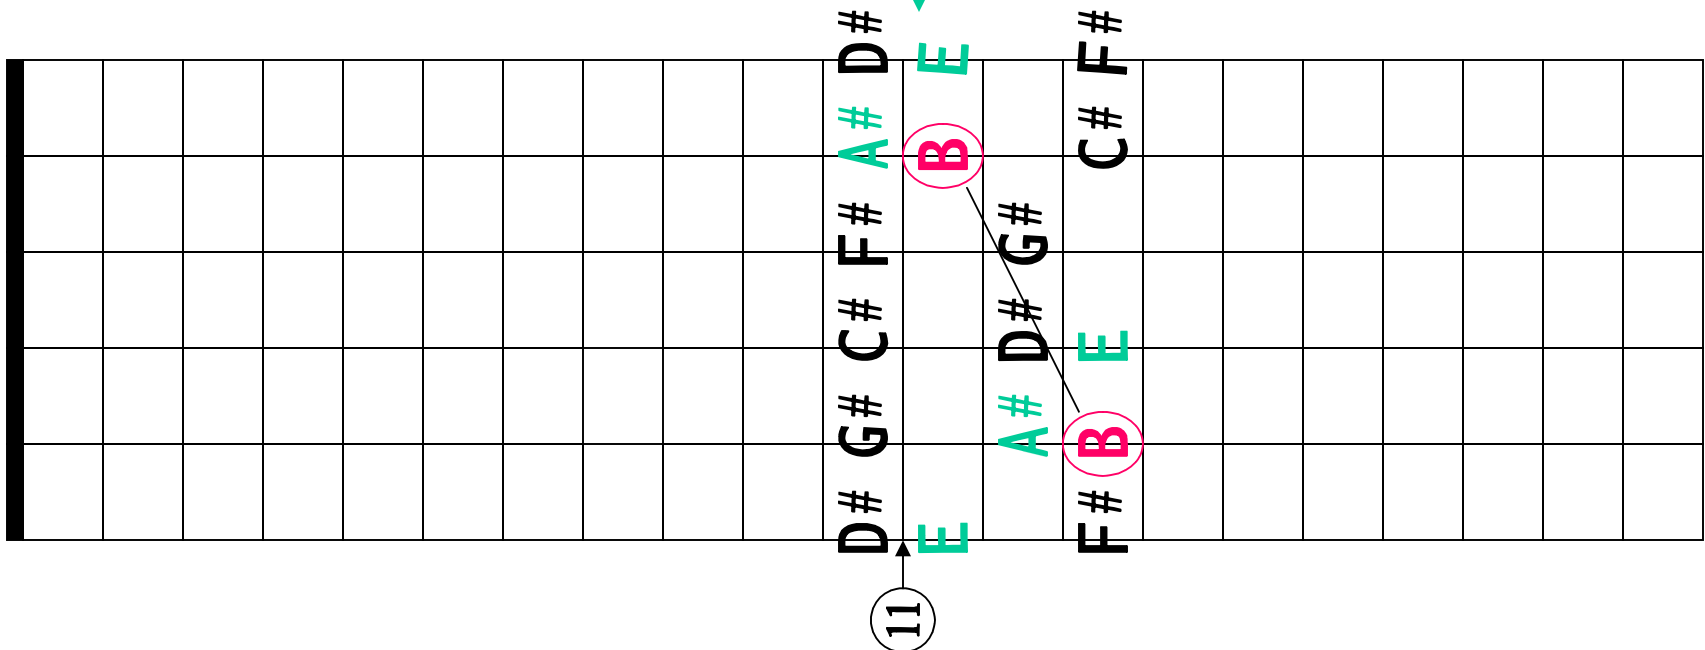 D# G# C# F# A# D#
11
E B E
A# D# G#
F# B E C# F#